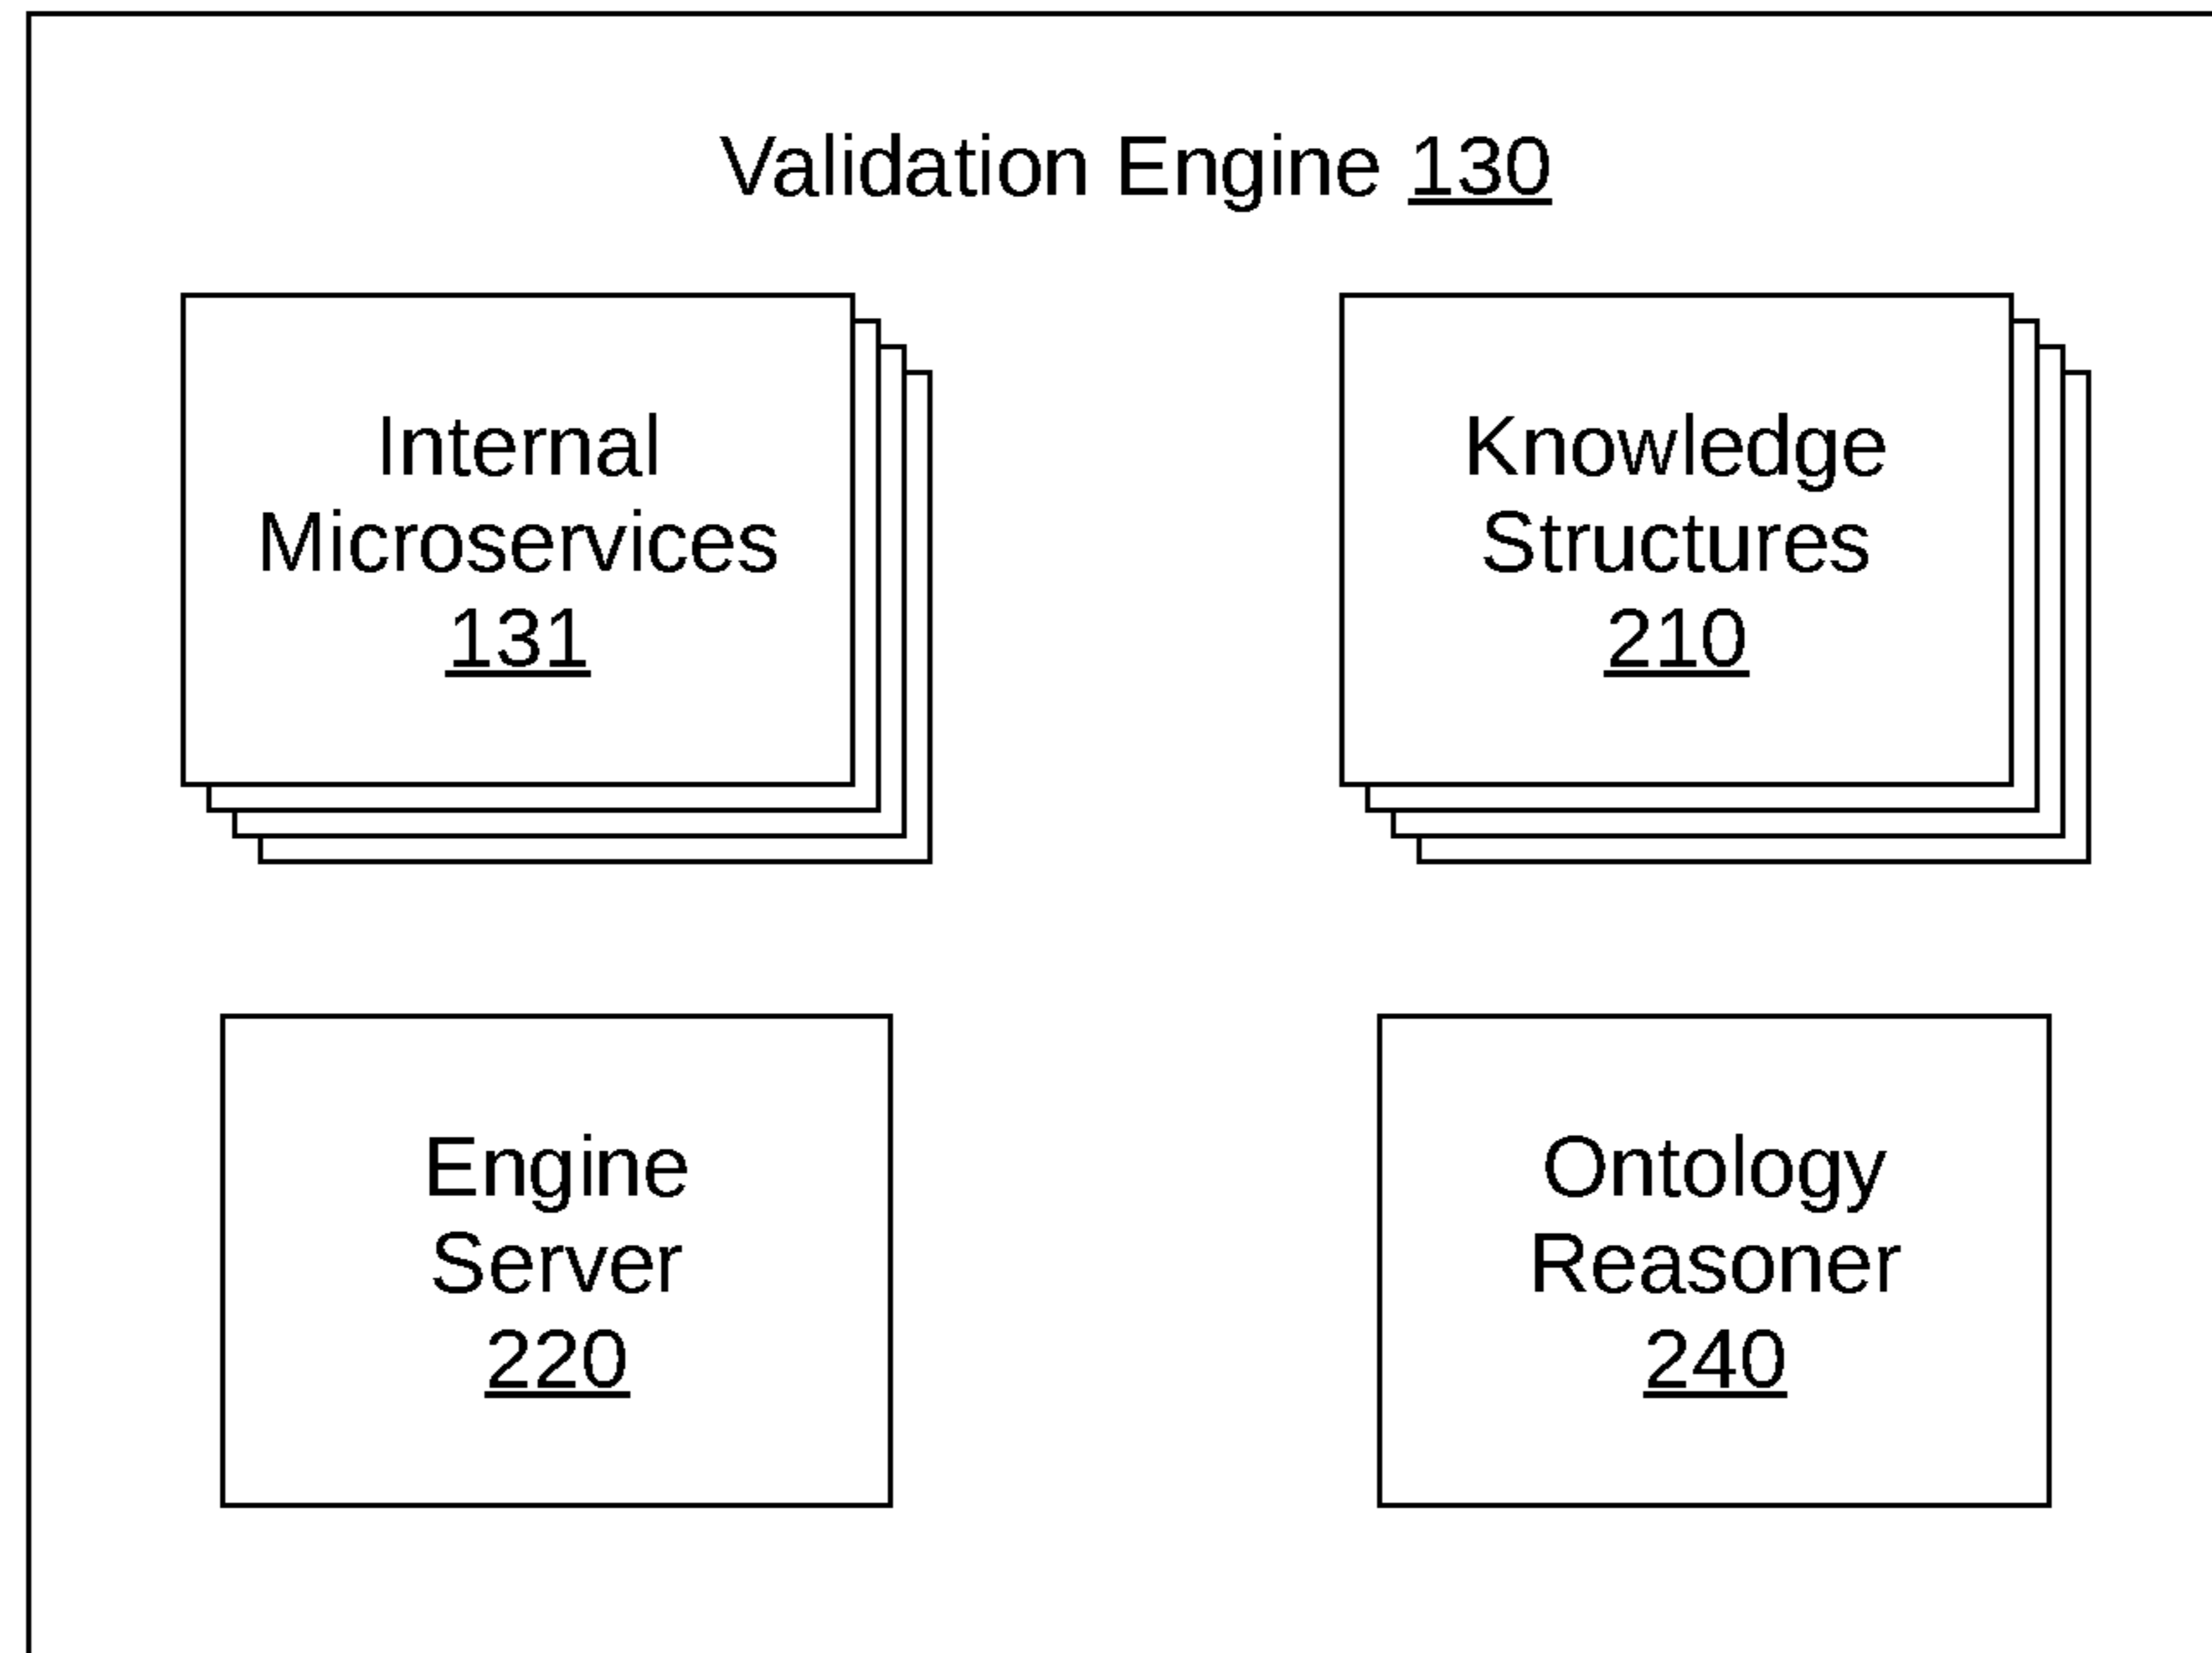 Validation Engine 130
Internal
Microservices
131
Knowledge
Structures
210
Engine
Server
220
Ontology
Reasoner
240